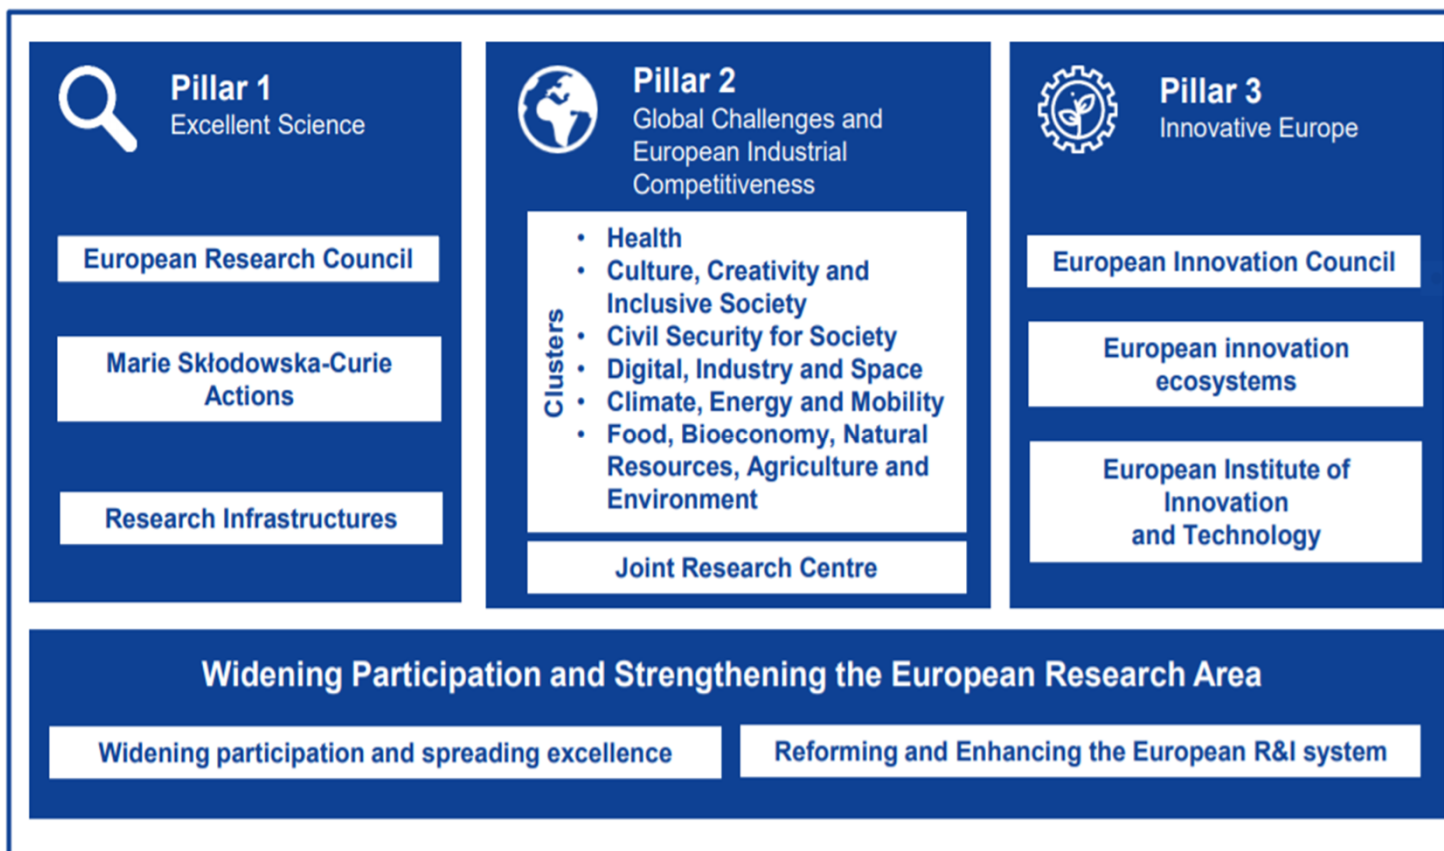 Pillar 1
Excellent Science
European Research Council
Marie Skłodowska-Curie
Actions
Research Infrastructures
Pillar 2
Global Challenges and
European Industrial
Competitiveness
Clusters
• Health
• Culture, Creativity and
Inclusive Society
• Civil Security for Society
• Digital, Industry and Space
• Climate, Energy and Mobility
• Food, Bioeconomy, Natural
Resources, Agriculture and
Environment
Joint Research Centre
Pillar 3
Innovative Europe
European Innovation Council
European innovation
ecosystems
European Institute of
Innovation
and Technology
Widening Participation and Strengthening the European Research Area
Widening participation and spreading excellence
Reforming and Enhancing the European R&I system